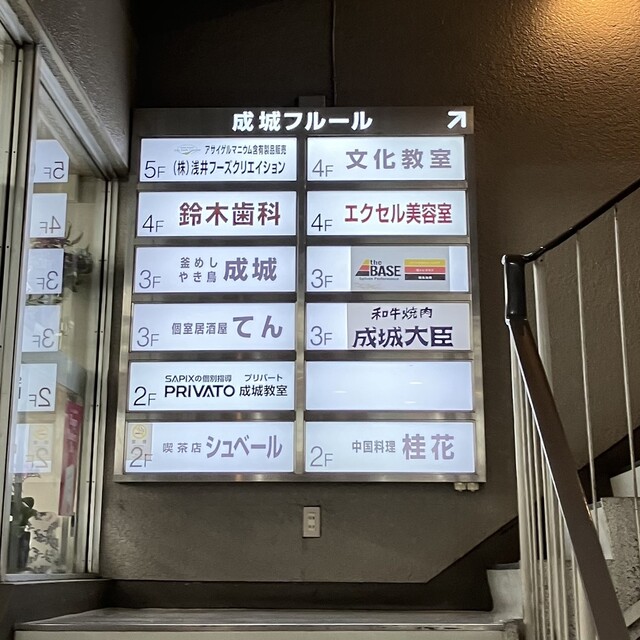 成城フルール
アサイゲルマニウム含有製品販売
5F (株)浅井フーズクリエイション
4F 文化教室
4F 鈴木歯科
4F エクセル美容室
3F 釜めし やき鳥 成城
3F the BASE
3F 個室居酒屋 てん
3F 和牛焼肉 成城大臣
2F SAPIXの個別指導 プリバート
PRIVATO 成城教室
2F 喫茶店 シュベール
2F 中国料理 桂花